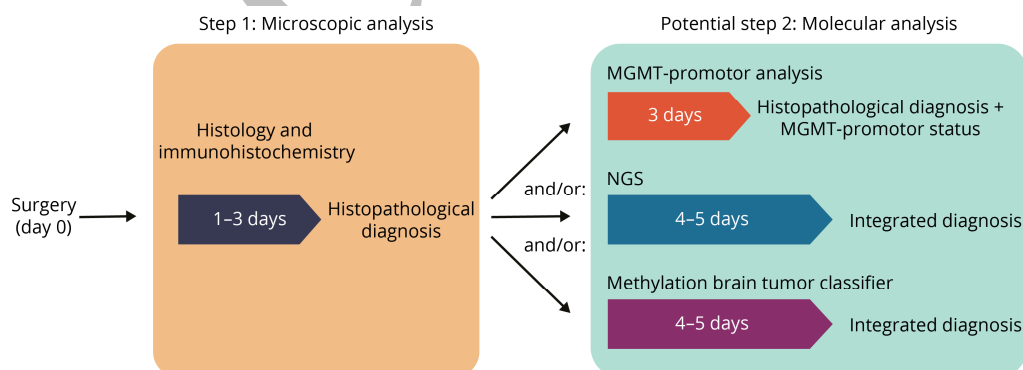 Step 1: Microscopic analysis
Potential step 2: Molecular analysis
Surgery
(day 0)
Histology and
immunohistochemistry
1–3 days
Histopathological
diagnosis
and/or:
and/or:
MGMT-promotor analysis
3 days
Histopathological diagnosis +
MGMT-promotor status
NGS
4–5 days
Integrated diagnosis
Methylation brain tumor classifier
4–5 days
Integrated diagnosis